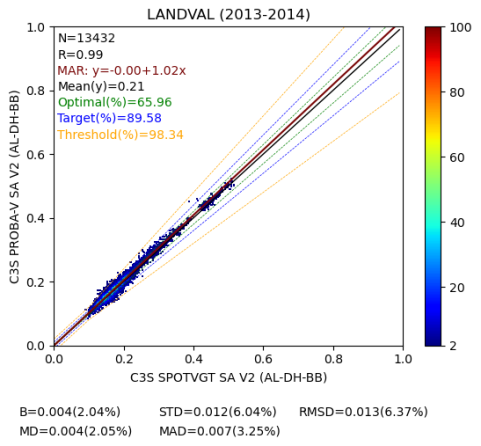 LANDVAL (2013-2014)
N=13432
R=0.99
MAR: y=-0.00+1.02x
Mean(y)=0.21
Optimal(%)=65.96
Target(%)=89.58
Threshold(%)=98.34
C3S PROBA-V SA V2 (AL-DH-BB)
1.0
0.8
0.6
0.4
0.2
0.0
0.0 0.2 0.4 0.6 0.8 1.0
C3S SPOTVGT SA V2 (AL-DH-BB)
100
80
60
40
20
2
B=0.004(2.04%) STD=0.012(6.04%) RMSD=0.013(6.37%)
MD=0.004(2.05%) MAD=0.007(3.25%)